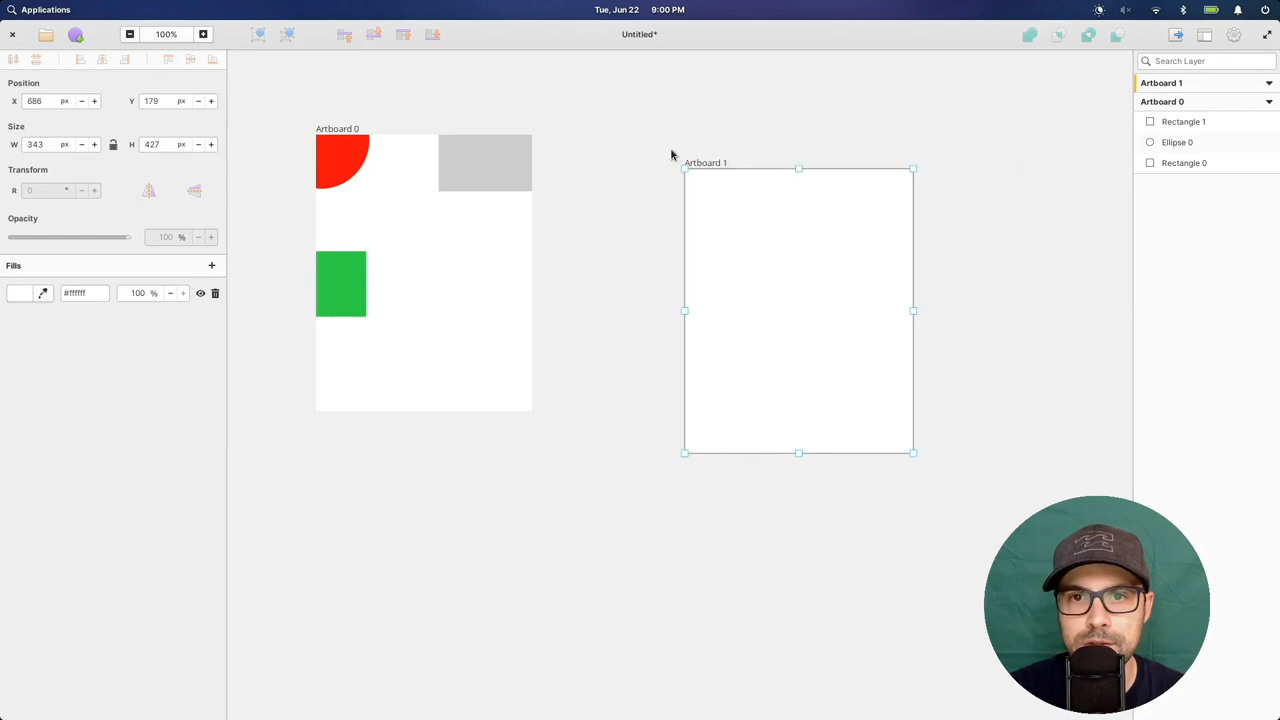 Applications
Tue, Jun 22 9:00 PM
100%
Untitled*
Position
X 686 px − + Y 179 px − +
Size
W 343 px − + H 427 px − +
Transform
R 0 ° − +
Opacity
100 % − +
Fills +
#ffffff 100 % − +
Artboard 0
Artboard 1
Search Layer
Artboard 1
Artboard 0
Rectangle 1
Ellipse 0
Rectangle 0